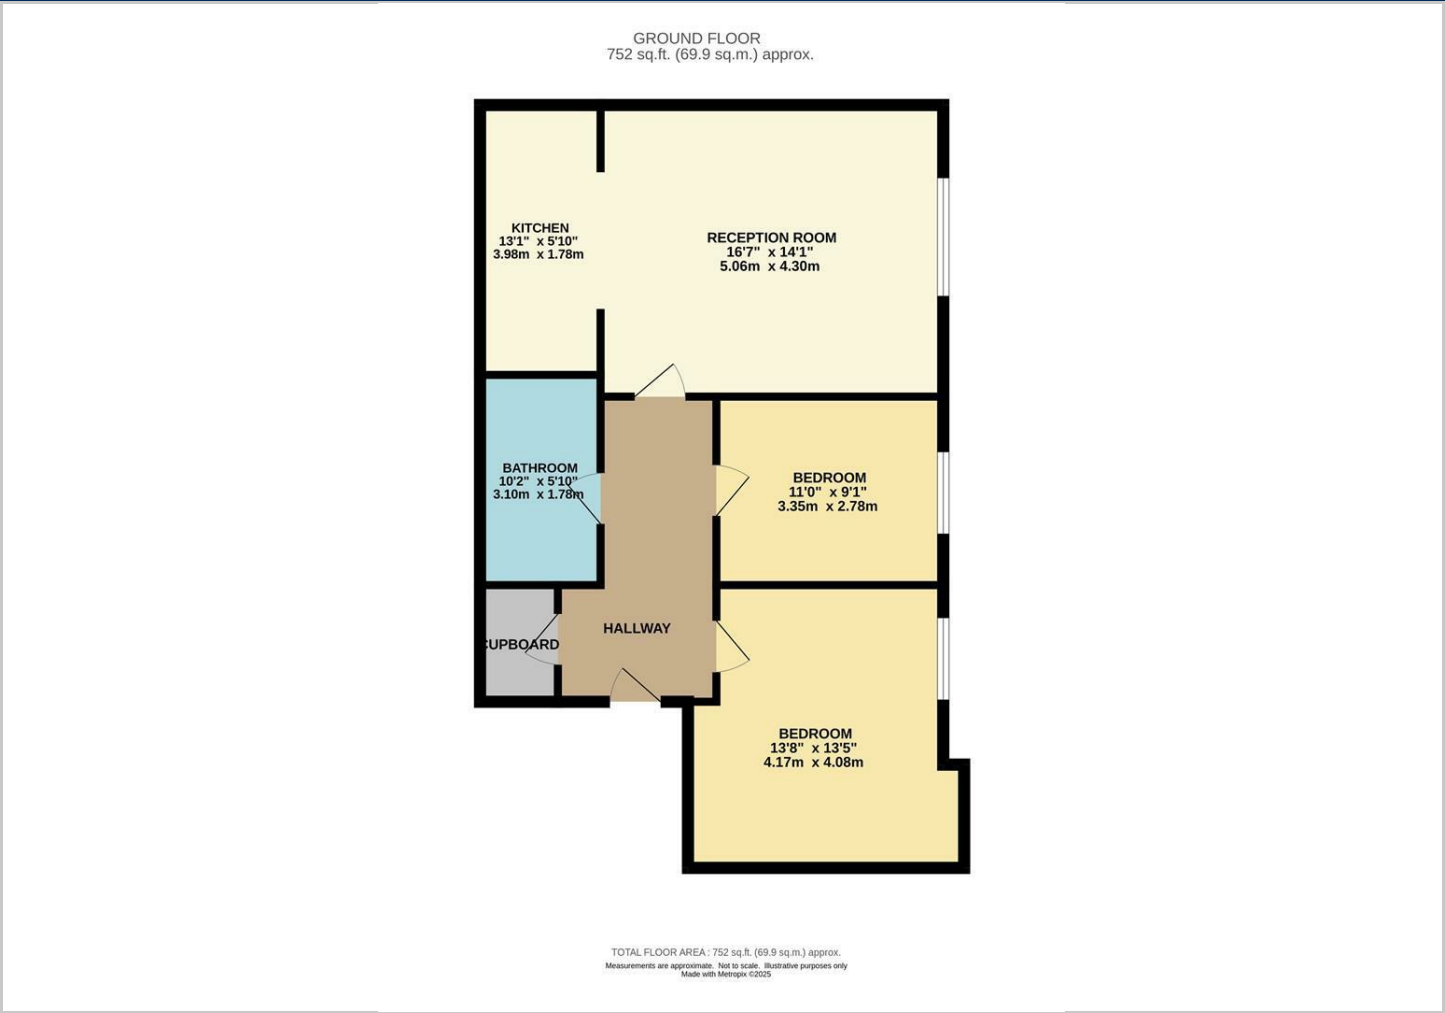 GROUND FLOOR
752 sq.ft. (69.9 sq.m.) approx.
KITCHEN
13'1" x 5'10"
3.98m x 1.78m
RECEPTION ROOM
16'7" x 14'1"
5.06m x 4.30m
BATHROOM
10'2" x 5'10"
3.10m x 1.78m
BEDROOM
11'0" x 9'1"
3.35m x 2.78m
HALLWAY
CUPBOARD
BEDROOM
13'8" x 13'5"
4.17m x 4.08m
TOTAL FLOOR AREA : 752 sq.ft. (69.9 sq.m.) approx.
Measurements are approximate. Not to scale. Illustrative purposes only
Made with Metropix ©2025